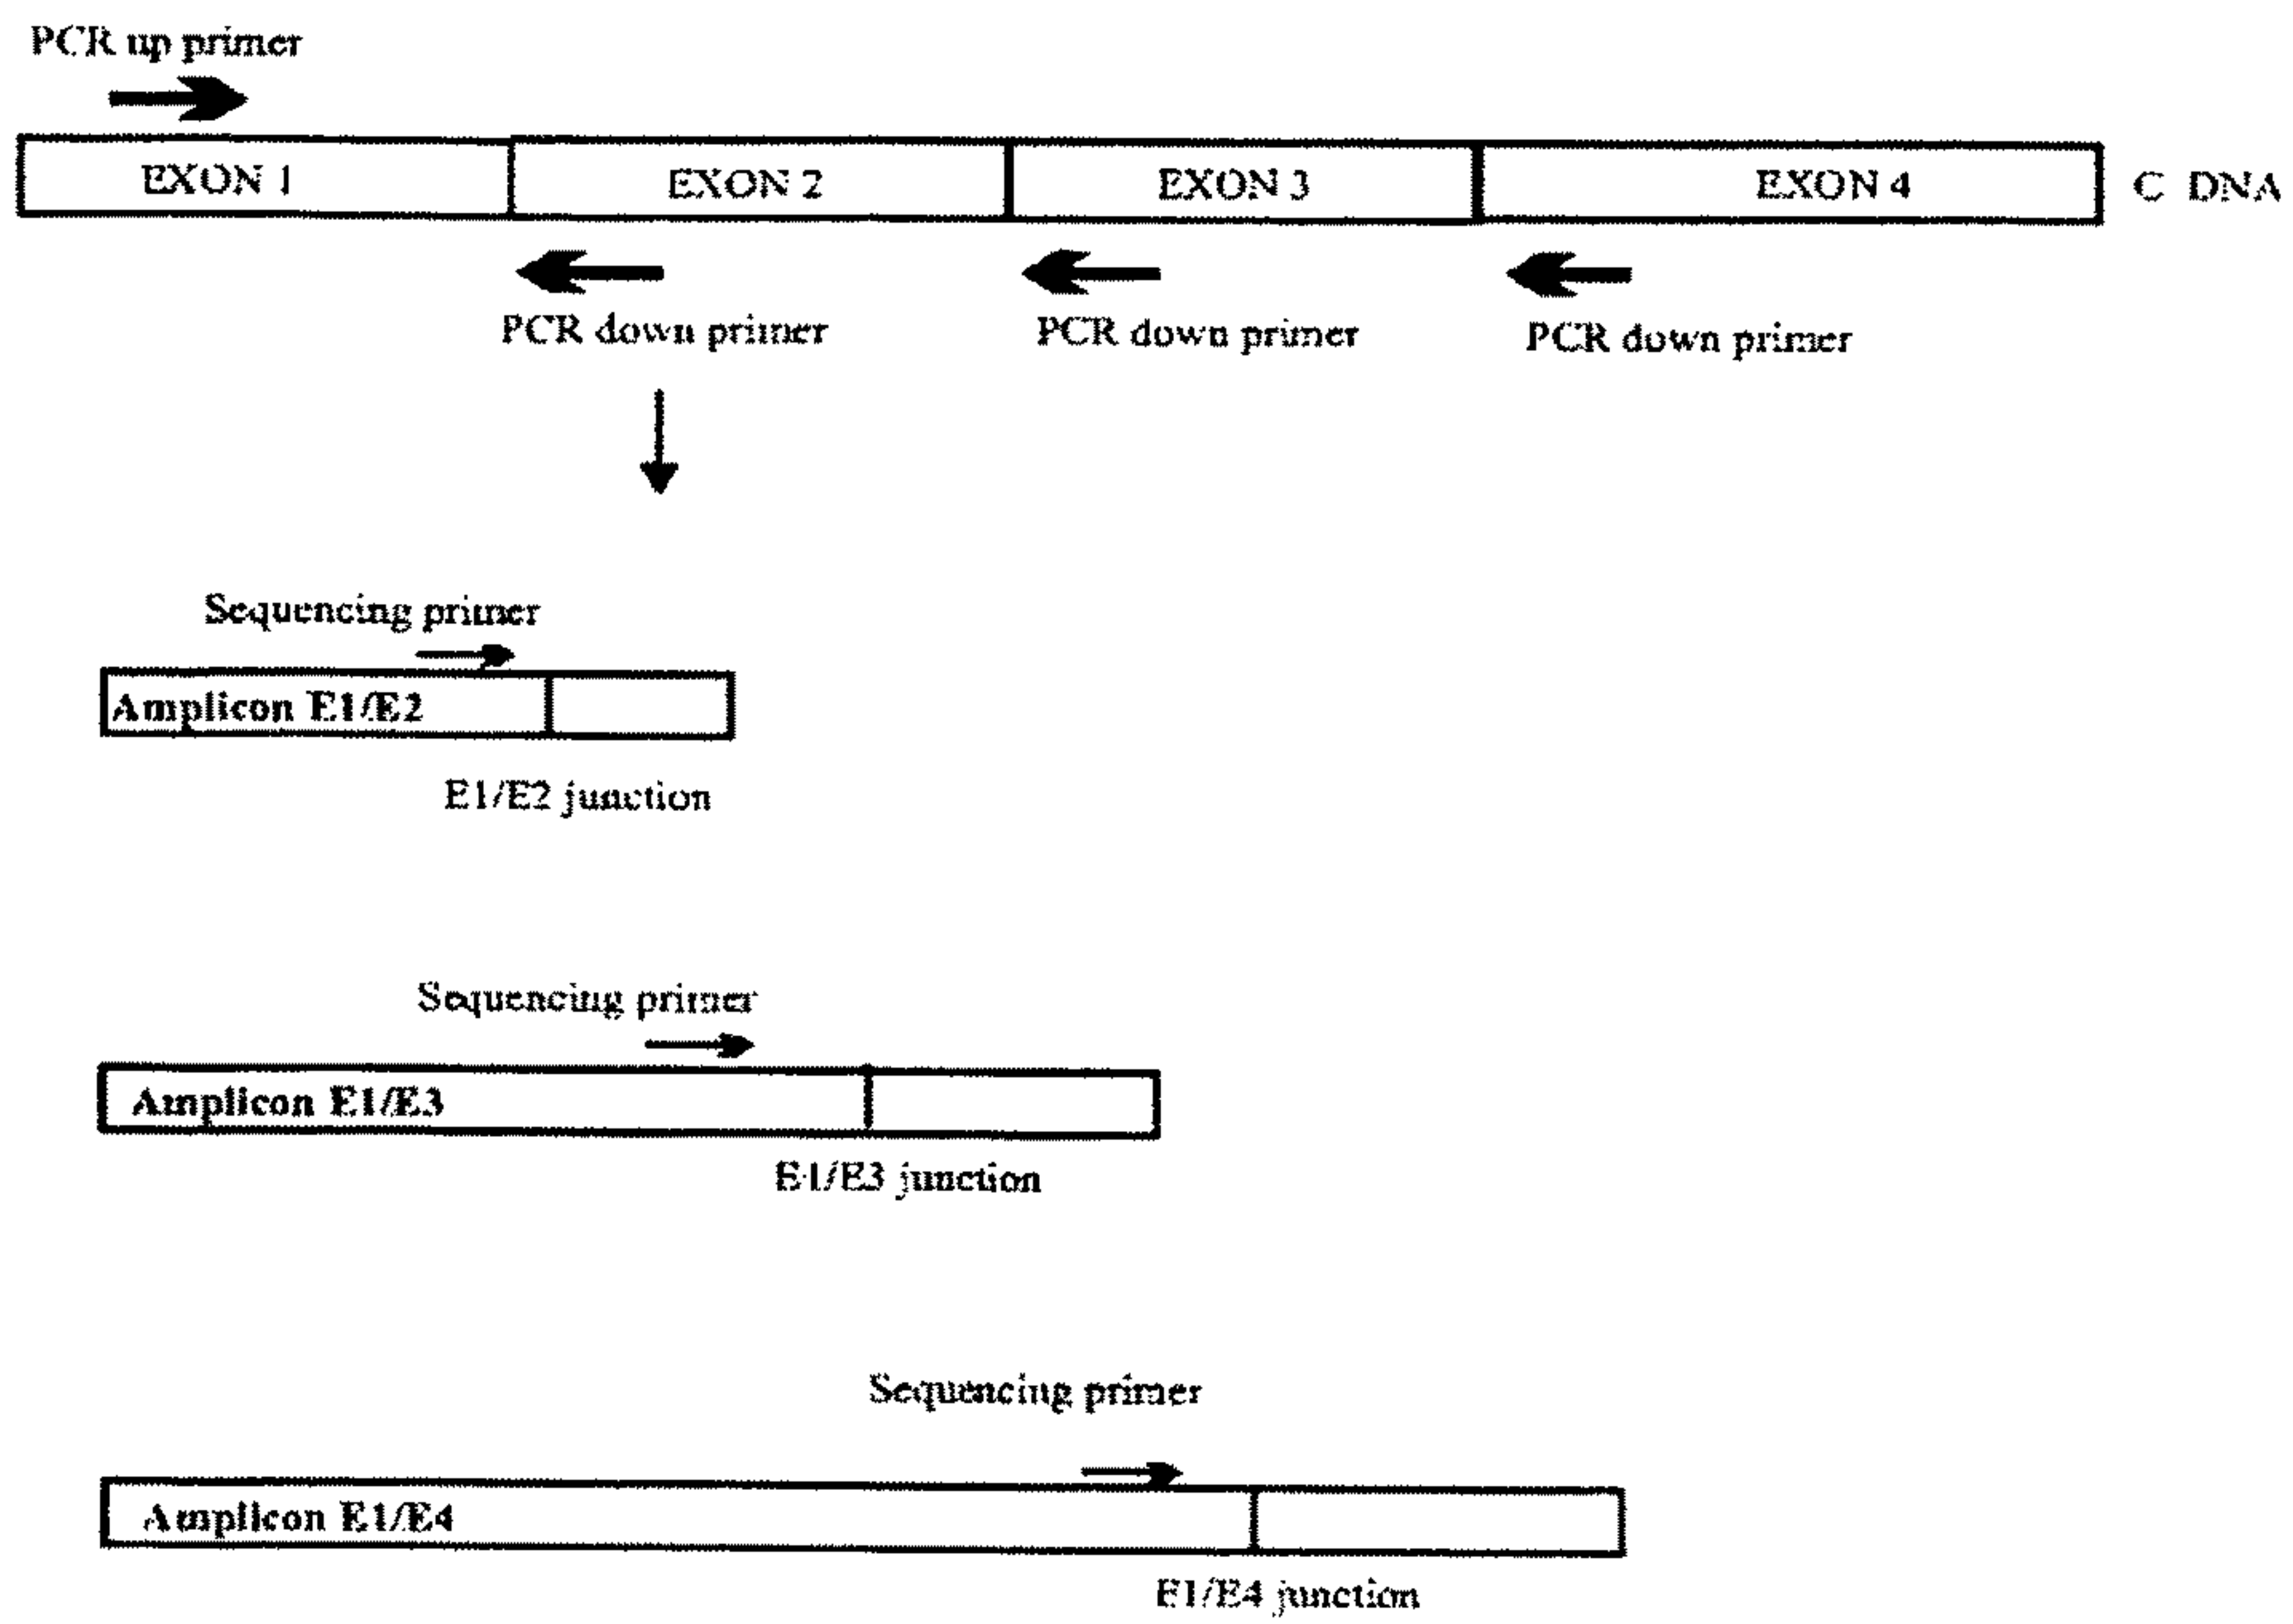 PCR up primer
EXON 1 EXON 2 EXON 3 EXON 4 C DNA
PCR down primer PCR down primer PCR down primer
Sequencing primer
Amplicon E1/E2
E1/E2 junction
Sequencing primer
Amplicon E1/E3
E1/E3 junction
Sequencing primer
Amplicon E1/E4
E1/E4 junction